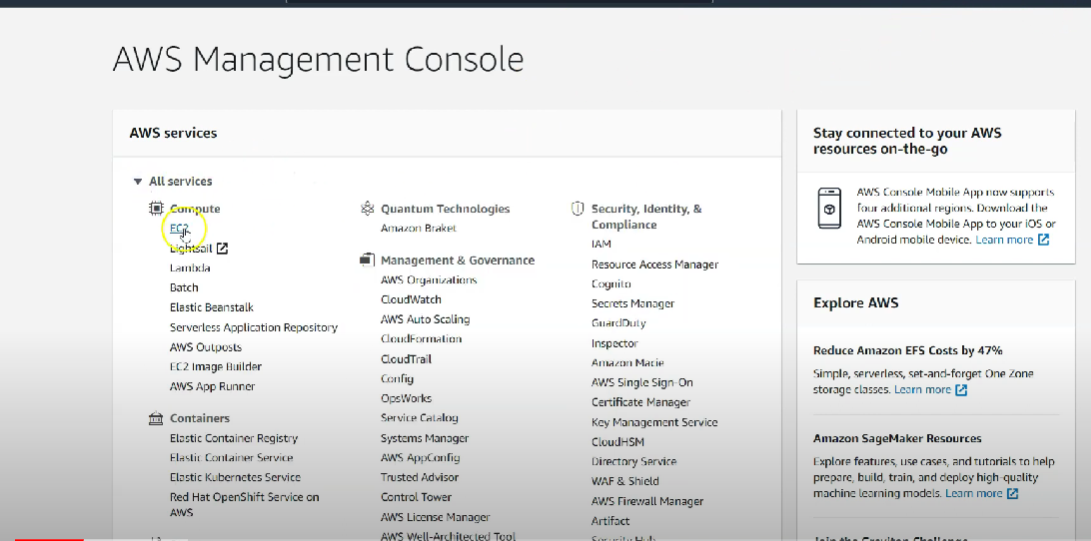 AWS Management Console
AWS services
All services
Compute
EC2
Lightsail
Lambda
Batch
Elastic Beanstalk
Serverless Application Repository
AWS Outposts
EC2 Image Builder
AWS App Runner
Containers
Elastic Container Registry
Elastic Container Service
Elastic Kubernetes Service
Red Hat OpenShift Service on
AWS
Quantum Technologies
Amazon Braket
Management & Governance
AWS Organizations
CloudWatch
AWS Auto Scaling
CloudFormation
CloudTrail
Config
OpsWorks
Service Catalog
Systems Manager
AWS AppConfig
Trusted Advisor
Control Tower
AWS License Manager
AWS Well-Architected Tool
Security, Identity, &
Compliance
IAM
Resource Access Manager
Cognito
Secrets Manager
GuardDuty
Inspector
Amazon Macie
AWS Single Sign-On
Certificate Manager
Key Management Service
CloudHSM
Directory Service
WAF & Shield
AWS Firewall Manager
Artifact
Security Hub
Stay connected to your AWS
resources on-the-go
AWS Console Mobile App now supports
four additional regions. Download the
AWS Console Mobile App to your iOS or
Android mobile device. Learn more
Explore AWS
Reduce Amazon EFS Costs by 47%
Simple, serverless, set-and-forget One Zone
storage classes. Learn more
Amazon SageMaker Resources
Explore features, use cases, and tutorials to help
prepare, build, train, and deploy high-quality
machine learning models. Learn more
Join the Graviton Challenge